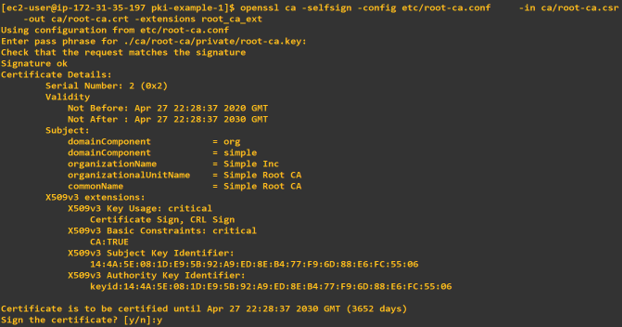 [ec2-user@ip-172-31-35-197 pki-example-1]$ openssl ca -selfsign -config etc/root-ca.conf     -in ca/root-ca.csr
   -out ca/root-ca.crt -extensions root_ca_ext
Using configuration from etc/root-ca.conf
Enter pass phrase for ./ca/root-ca/private/root-ca.key:
Check that the request matches the signature
Signature ok
Certificate Details:
        Serial Number: 2 (0x2)
        Validity
            Not Before: Apr 27 22:28:37 2020 GMT
            Not After : Apr 27 22:28:37 2030 GMT
        Subject:
            domainComponent           = org
            domainComponent           = simple
            organizationName          = Simple Inc
            organizationalUnitName    = Simple Root CA
            commonName                = Simple Root CA
        X509v3 extensions:
            X509v3 Key Usage: critical
                Certificate Sign, CRL Sign
            X509v3 Basic Constraints: critical
                CA:TRUE
            X509v3 Subject Key Identifier:
                14:4A:5E:08:1D:E9:5B:92:A9:ED:8E:B4:77:F9:6D:88:E6:FC:55:06
            X509v3 Authority Key Identifier:
                keyid:14:4A:5E:08:1D:E9:5B:92:A9:ED:8E:B4:77:F9:6D:88:E6:FC:55:06
Certificate is to be certified until Apr 27 22:28:37 2030 GMT (3652 days)
Sign the certificate? [y/n]:y